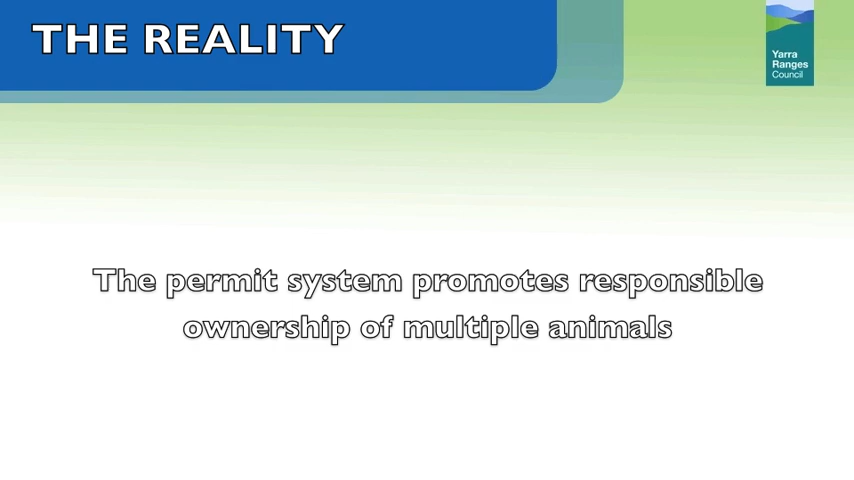 THE REALITY
Yarra
Ranges
Council
The permit system promotes responsible
ownership of multiple animals